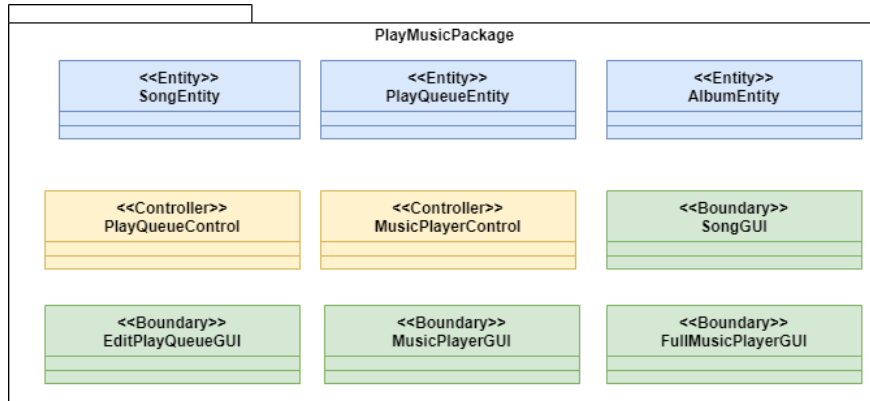 PlayMusicPackage
<<Entity>>
SongEntity
<<Entity>>
PlayQueueEntity
<<Entity>>
AlbumEntity
<<Controller>>
PlayQueueControl
<<Controller>>
MusicPlayerControl
<<Boundary>>
SongGUI
<<Boundary>>
EditPlayQueueGUI
<<Boundary>>
MusicPlayerGUI
<<Boundary>>
FullMusicPlayerGUI